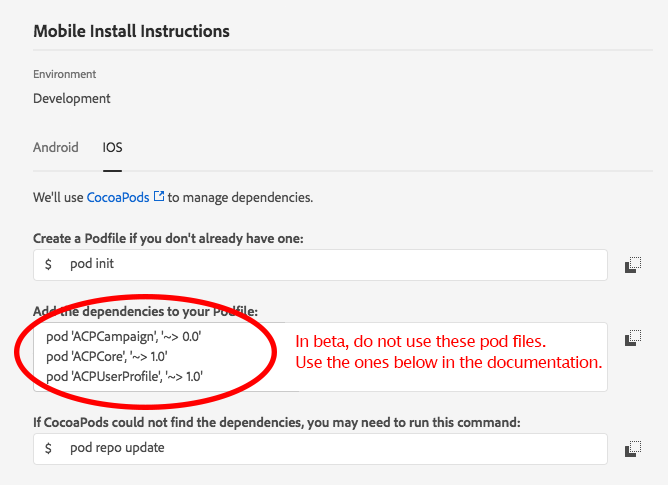 Mobile Install Instructions
Environment
Development
Android IOS
We'll use CocoaPods to manage dependencies.
Create a Podfile if you don't already have one:
$ pod init
Add the dependencies to your Podfile:
pod 'ACPCampaign', '~> 0.0'
pod 'ACPCore', '~> 1.0'
pod 'ACPUserProfile', '~> 1.0'
In beta, do not use these pod files.
Use the ones below in the documentation.
If CocoaPods could not find the dependencies, you may need to run this command:
$ pod repo update